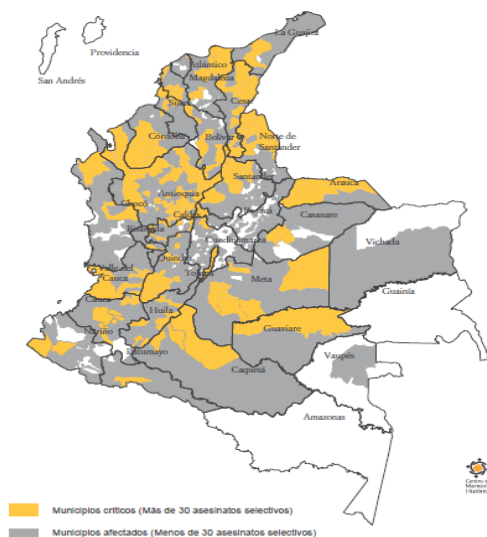 La Guajira
Providencia
San Andrés
Atlántico
Magdalena
Cesar
Sucre
Córdoba
Bolívar
Norte de
Santander
Santander
Antioquia
Arauca
Chocó
Boyacá
Caldas
Casanare
Risaralda
Cundinamarca
Vichada
Quindío
Tolima
Valle del
Cauca
Meta
Guainía
Cauca
Huila
Nariño
Guaviare
Putumayo
Vaupés
Caquetá
Amazonas
Municipios críticos (Más de 30 asesinatos selectivos)
Municipios afectados (Menos de 30 asesinatos selectivos)